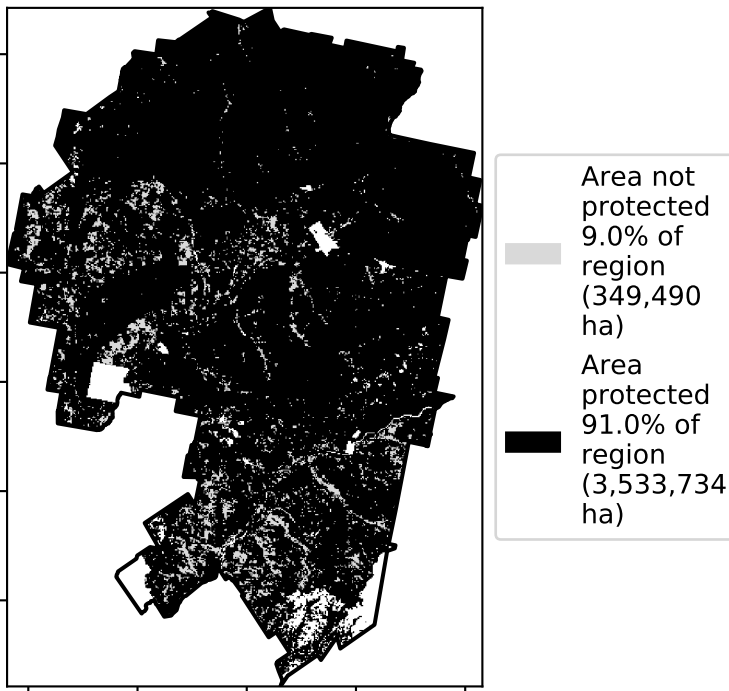 Area not
protected
9.0% of
region
(349,490
ha)
Area
protected
91.0% of
region
(3,533,734
ha)